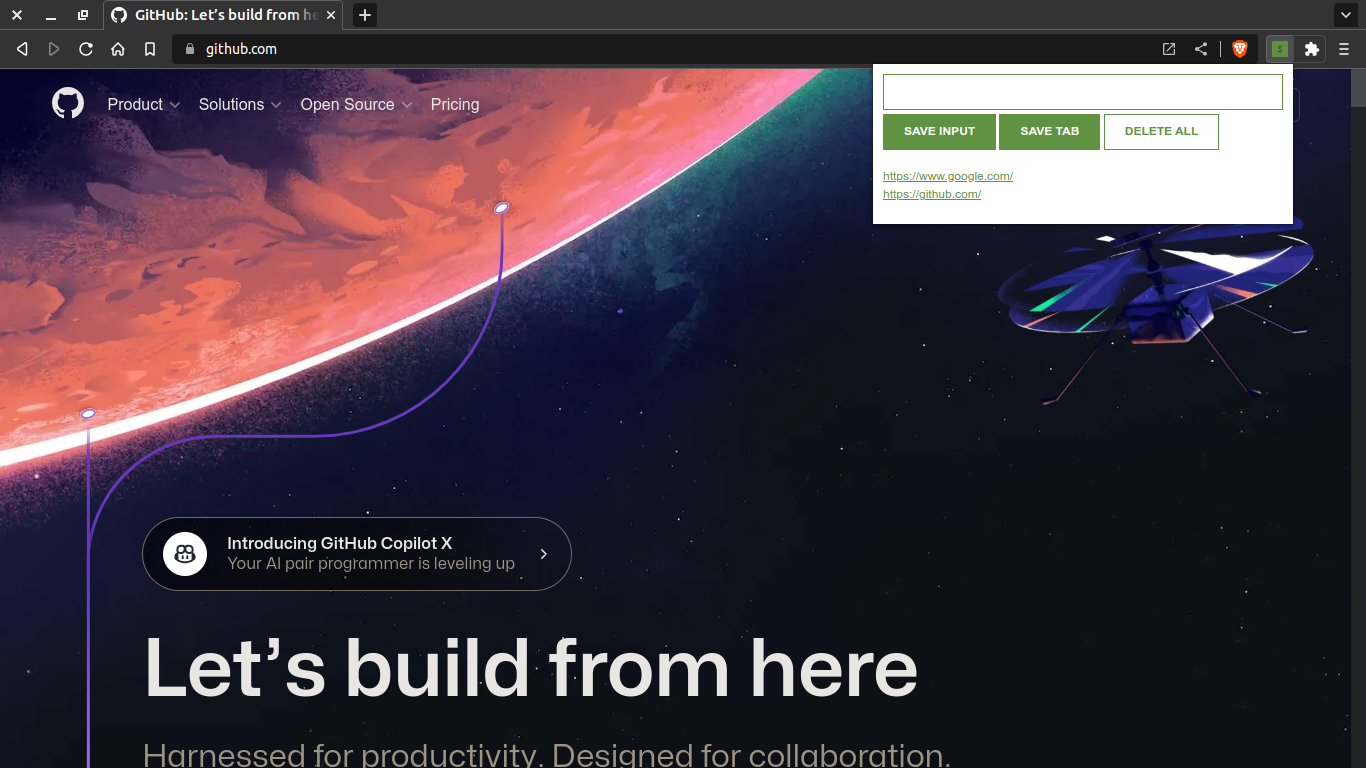 GitHub: Let’s build from he
github.com
$
Product
Solutions
Open Source
Pricing
SAVE INPUT
SAVE TAB
DELETE ALL
https://www.google.com/
https://github.com/
Introducing GitHub Copilot X
Your AI pair programmer is leveling up
Let’s build from here
Harnessed for productivity. Designed for collaboration.